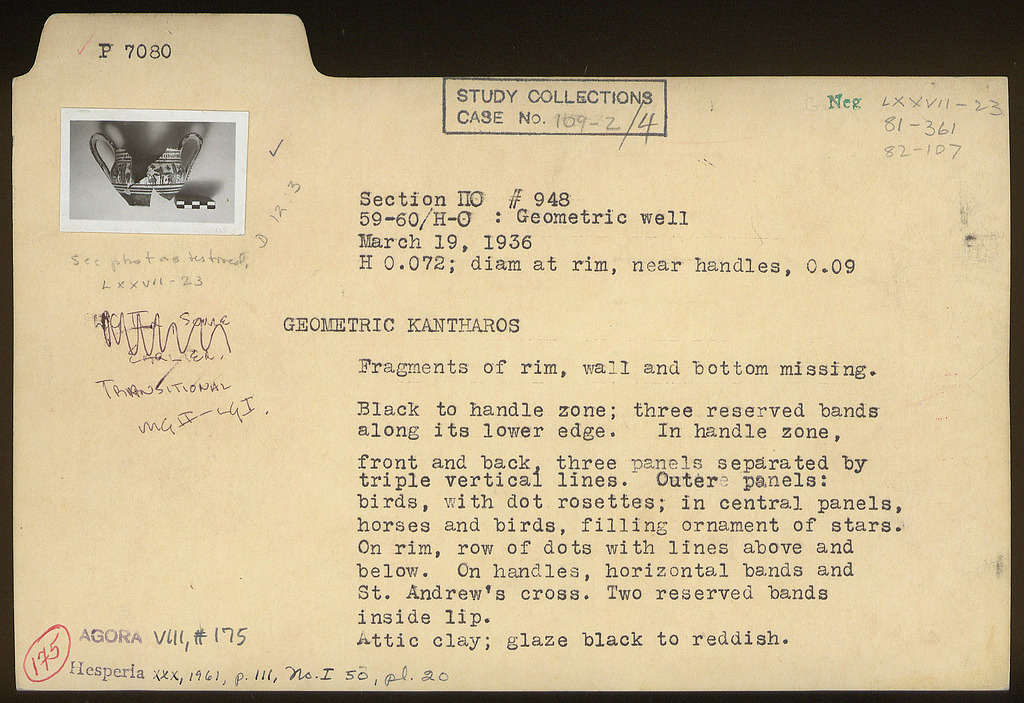 P 7080
STUDY COLLECTIONS
CASE No. 109-2/4
Neg LXXVII-23
81-361
82-107
D 12:3
Section ΠΟ # 948
59-60/H-Θ : Geometric well
March 19, 1936
H 0.072; diam at rim, near handles, 0.09
See photo as restored,
LXXVII-23
SOME
EARLIER.
TRANSITIONAL
MG II-LG I.
GEOMETRIC KANTHAROS
Fragments of rim, wall and bottom missing.
Black to handle zone; three reserved bands
along its lower edge. In handle zone,
front and back, three panels separated by
triple vertical lines. Outer panels:
birds, with dot rosettes; in central panels,
horses and birds, filling ornament of stars.
On rim, row of dots with lines above and
below. On handles, horizontal bands and
St. Andrew's cross. Two reserved bands
inside lip.
Attic clay; glaze black to reddish.
175
AGORA VIII, # 175
Hesperia XXX, 1961, p. 111, No. I 50, pl. 20